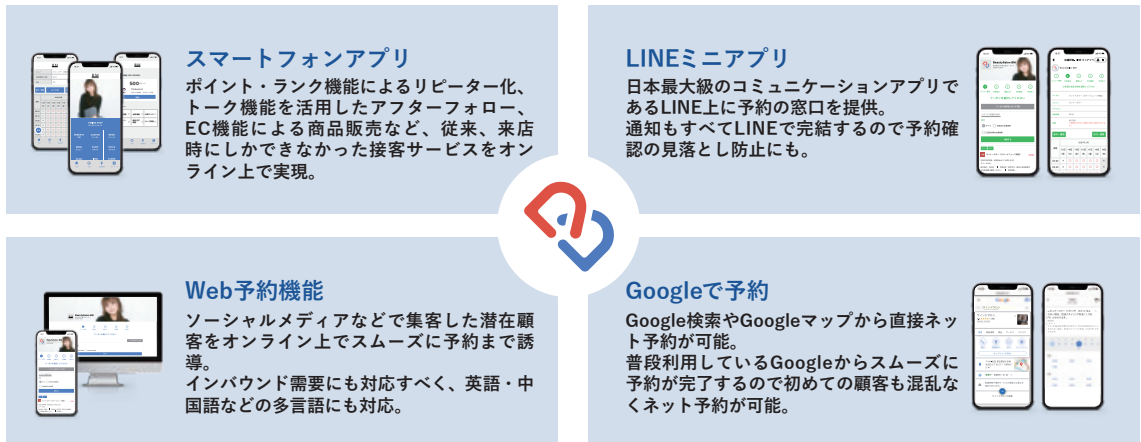 スマートフォンアプリ
ポイント・ランク機能によるリピーター化、
トーク機能を活用したアフターフォロー、
EC機能による商品販売など、従来、来店
時にしかできなかった接客サービスをオン
ライン上で実現。
LINEミニアプリ
日本最大級のコミュニケーションアプリで
あるLINE上に予約の窓口を提供。
通知もすべてLINEで完結するので予約確
認の見落とし防止にも。
Web予約機能
ソーシャルメディアなどで集客した潜在顧
客をオンライン上でスムーズに予約まで誘
導。
インバウンド需要にも対応すべく、英語・中
国語などの多言語にも対応。
Googleで予約
Google検索やGoogleマップから直接ネッ
ト予約が可能。
普段利用しているGoogleからスムーズに
予約が完了するので初めての顧客も混乱な
くネット予約が可能。